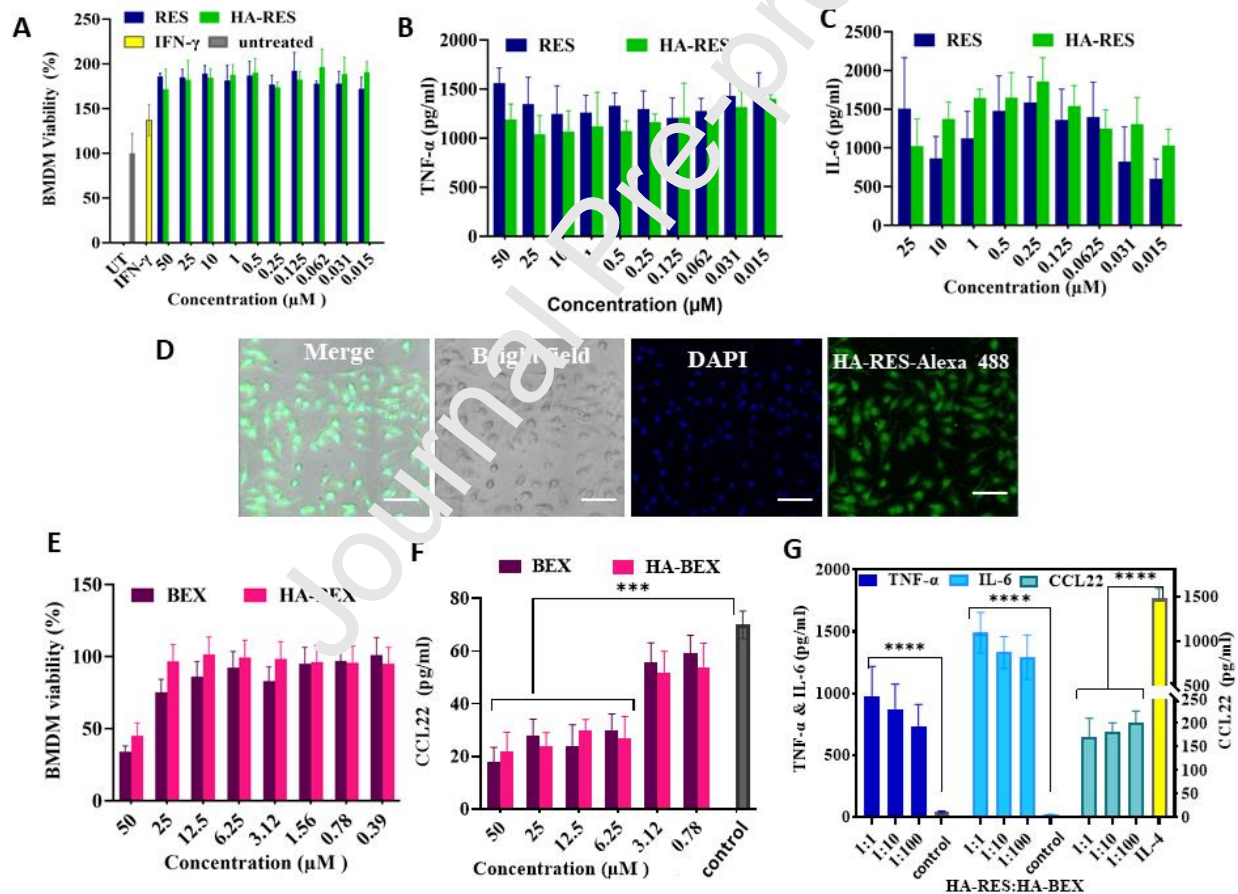 A
RES HA-RES
IFN-γ untreated
BMDM Viability (%)
250
200
150
100
50
0
UT
IFN-γ
50
25
10
1
0.5
0.25
0.125
0.062
0.031
0.015
Concentration (µM )
B
RES HA-RES
TNF-α (pg/ml)
2000
1500
1000
500
0
50
25
10
0.5
0.25
0.125
0.062
0.031
0.015
Concentration (µM)
C
RES HA-RES
IL-6 (pg/ml)
2500
2000
1500
1000
500
0
25
10
1
0.5
0.25
0.125
0.0625
0.031
0.015
Concentration (µM)
Journal Pre-pro
D
Merge
Bright field
DAPI
HA-RES-Alexa 488
E
BEX HA-BEX
BMDM viability (%)
150
100
50
0
50
25
12.5
6.25
3.12
1.56
0.78
0.39
Concentration (µM )
F
BEX HA-BEX
***
CCL22 (pg/ml)
80
60
40
20
0
50
25
12.5
6.25
3.12
0.78
control
Concentration (µM )
G
TNF-α IL-6 CCL22
****
****
****
TNF-α & IL-6 (pg/ml)
2000
1500
1000
500
0
CCL22 (pg/ml)
1500
1000
500
200
150
100
50
0
1:1
1:10
1:100
control
1:1
1:10
1:100
control
1:1
1:10
1:100
IL-4
HA-RES:HA-BEX